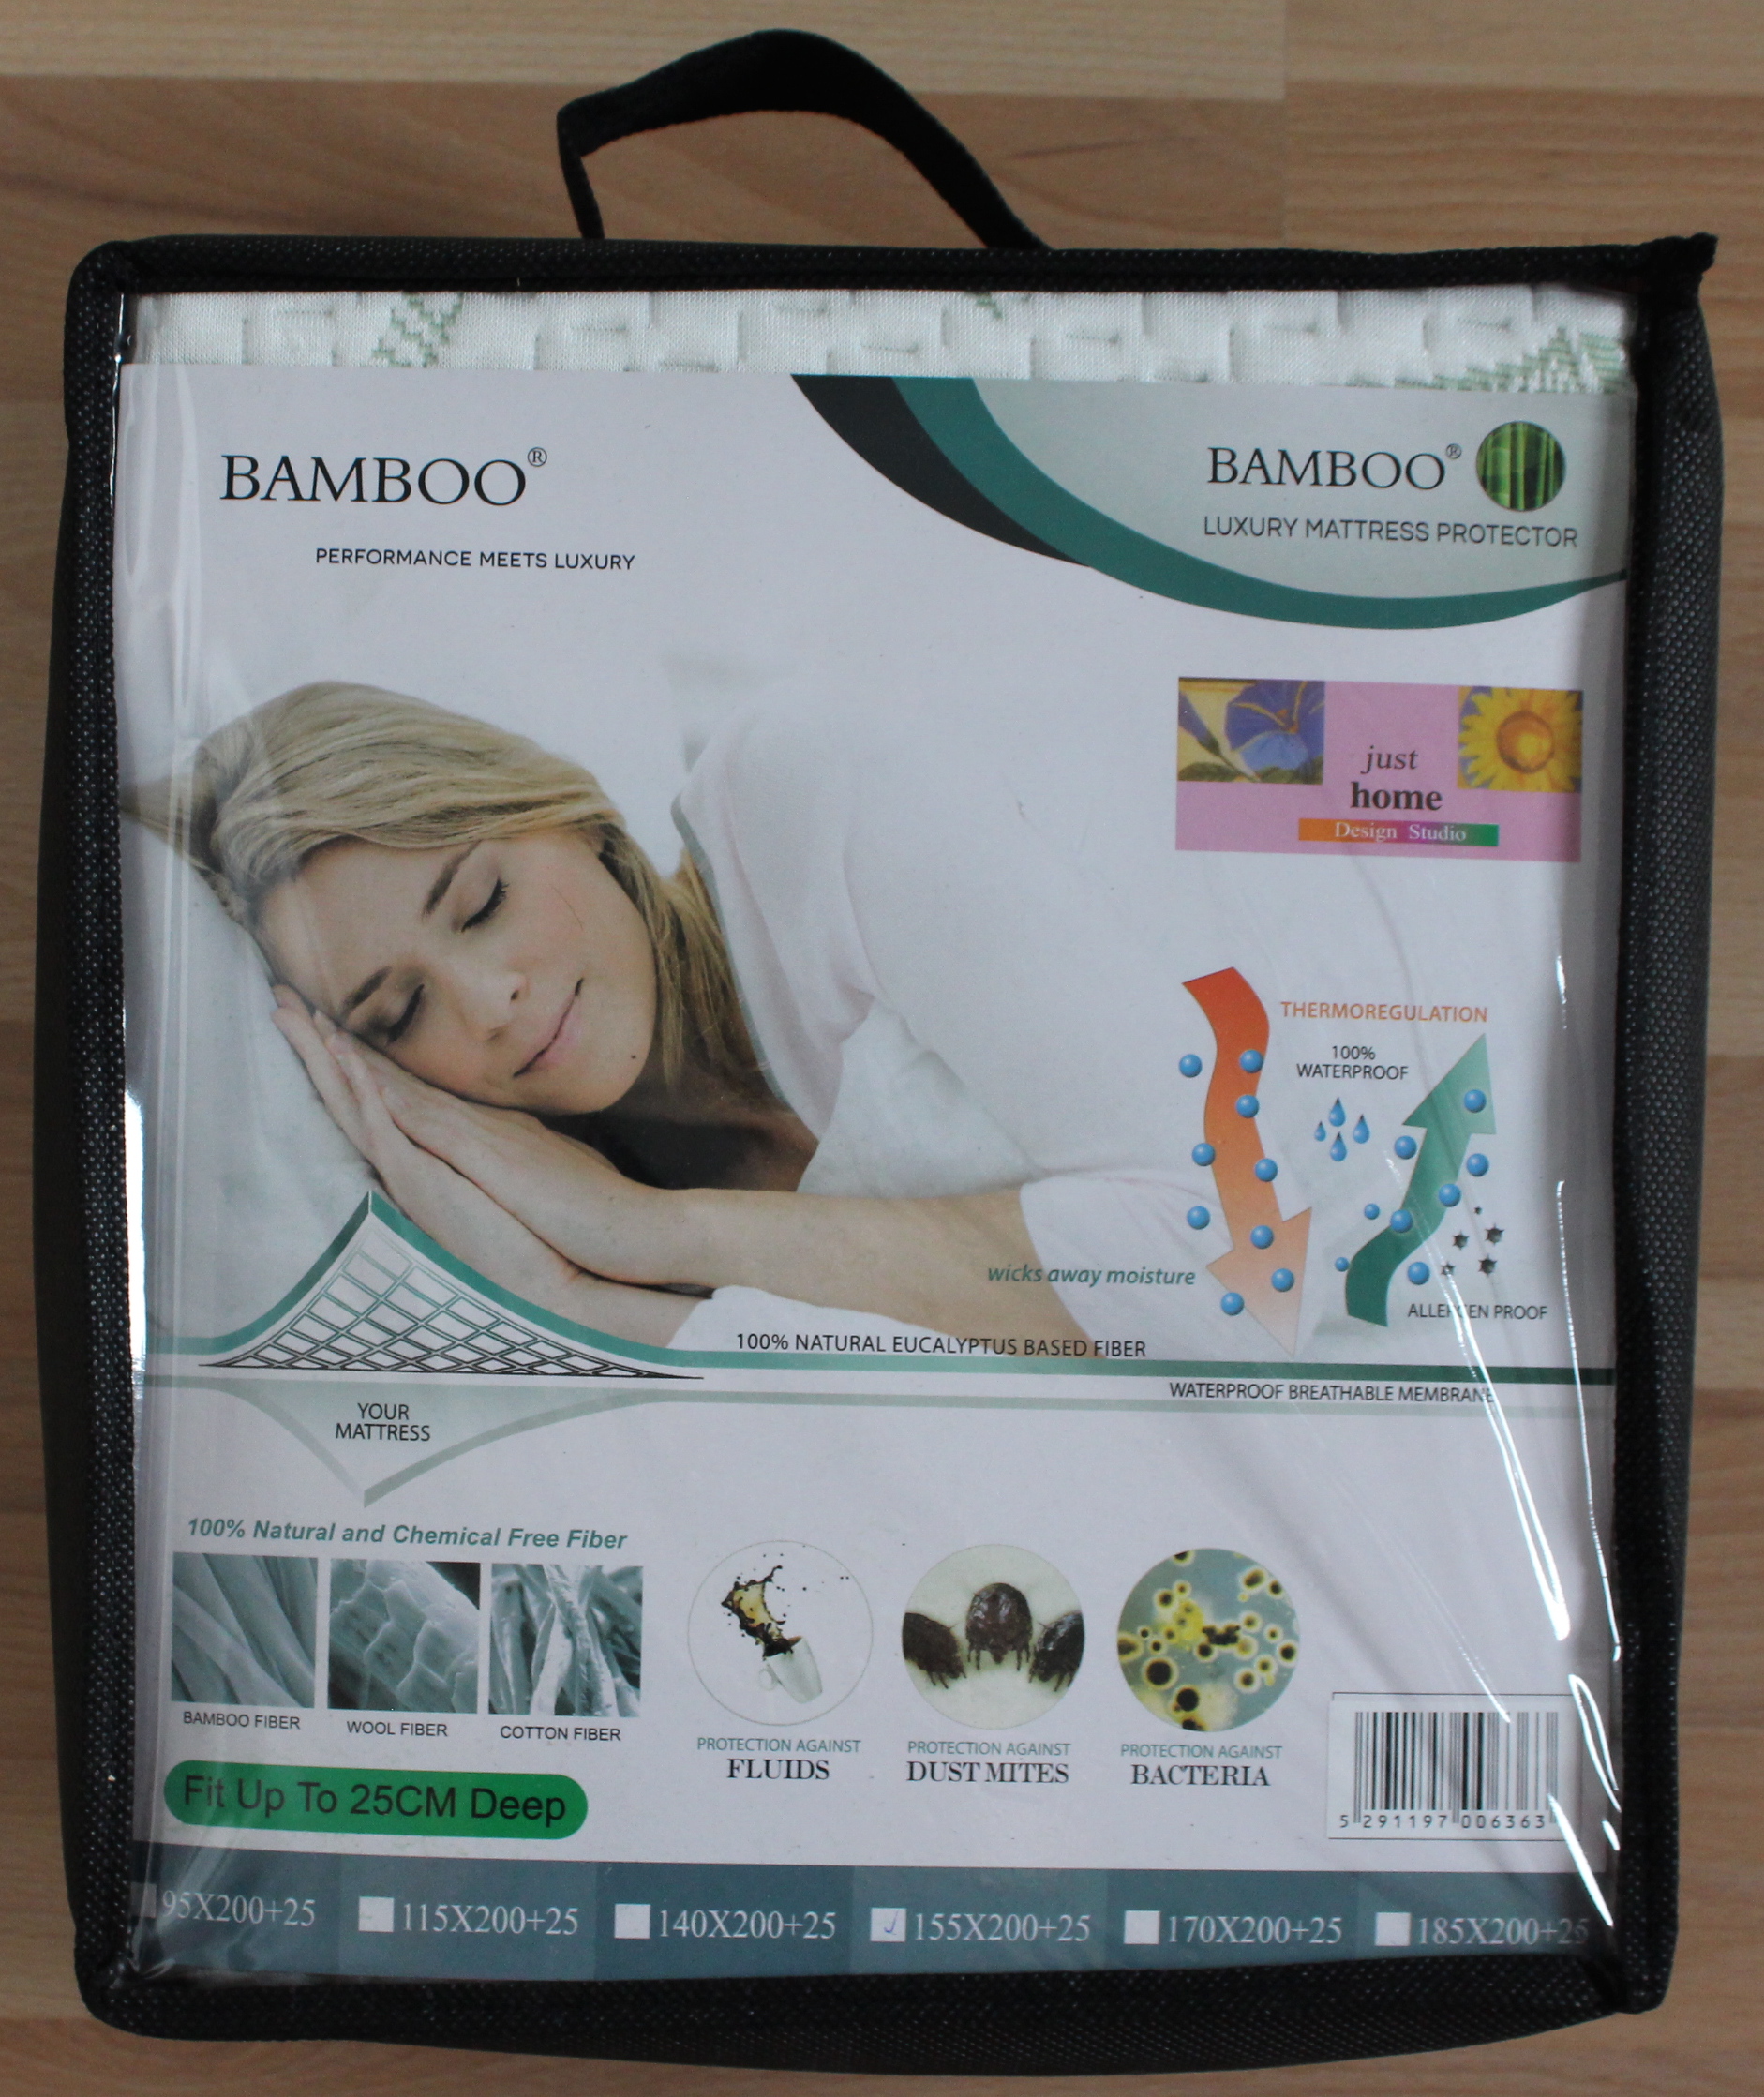 BAMBOO®
PERFORMANCE MEETS LUXURY
BAMBOO®
LUXURY MATTRESS PROTECTOR
just
home
Design Studio
THERMOREGULATION
100%
WATERPROOF
wicks away moisture
ALLERGEN PROOF
100% NATURAL EUCALYPTUS BASED FIBER
WATERPROOF BREATHABLE MEMBRANE
YOUR
MATTRESS
100% Natural and Chemical Free Fiber
BAMBOO FIBER
WOOL FIBER
COTTON FIBER
PROTECTION AGAINST
FLUIDS
PROTECTION AGAINST
DUST MITES
PROTECTION AGAINST
BACTERIA
Fit Up To 25CM Deep
5 291197 006363
95X200+25 115X200+25 140X200+25 155X200+25 170X200+25 185X200+25